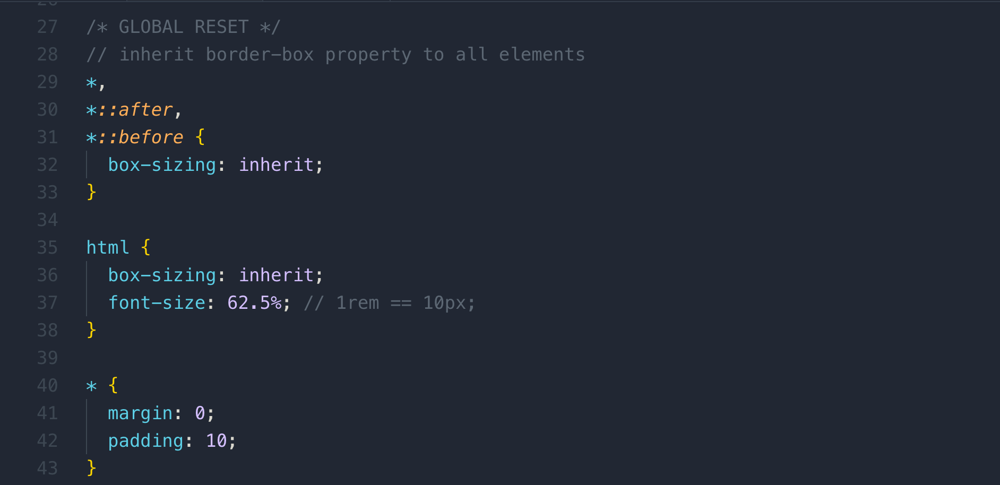 27 /* GLOBAL RESET */
28 // inherit border-box property to all elements
29 *,
30 *::after,
31 *::before {
32 box-sizing: inherit;
33 }
34
35 html {
36 box-sizing: inherit;
37 font-size: 62.5%; // 1rem == 10px;
38 }
39
40 * {
41 margin: 0;
42 padding: 10;
43 }